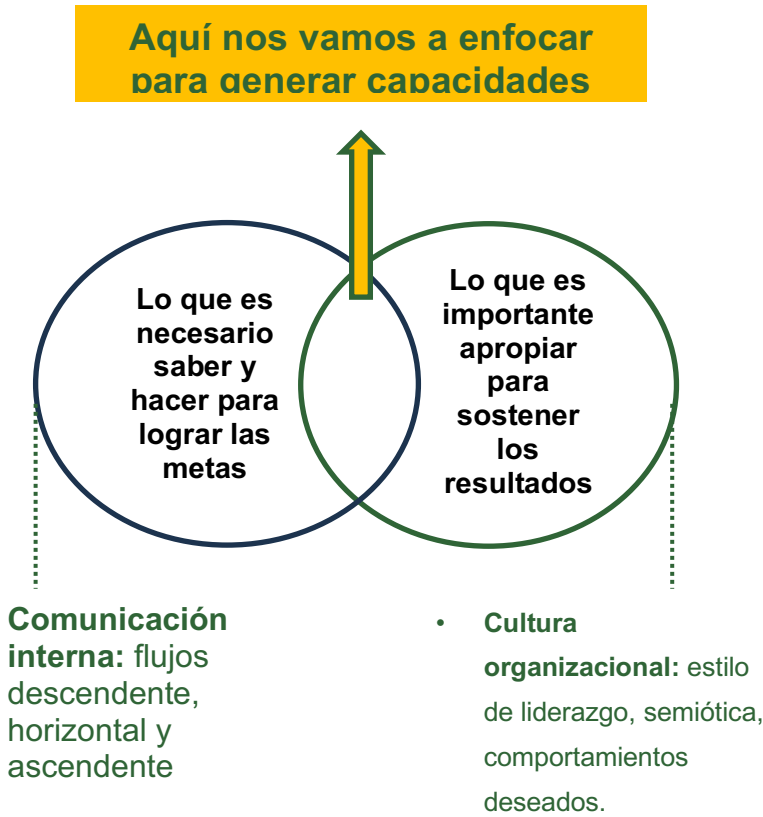 Aquí nos vamos a enfocar
para generar capacidades
Lo que es
necesario
saber y
hacer para
lograr las
metas
Lo que es
importante
apropiar
para
sostener
los
resultados
Comunicación
interna: flujos
descendente,
horizontal y
ascendente
• Cultura
organizacional: estilo
de liderazgo, semiótica,
comportamientos
deseados.